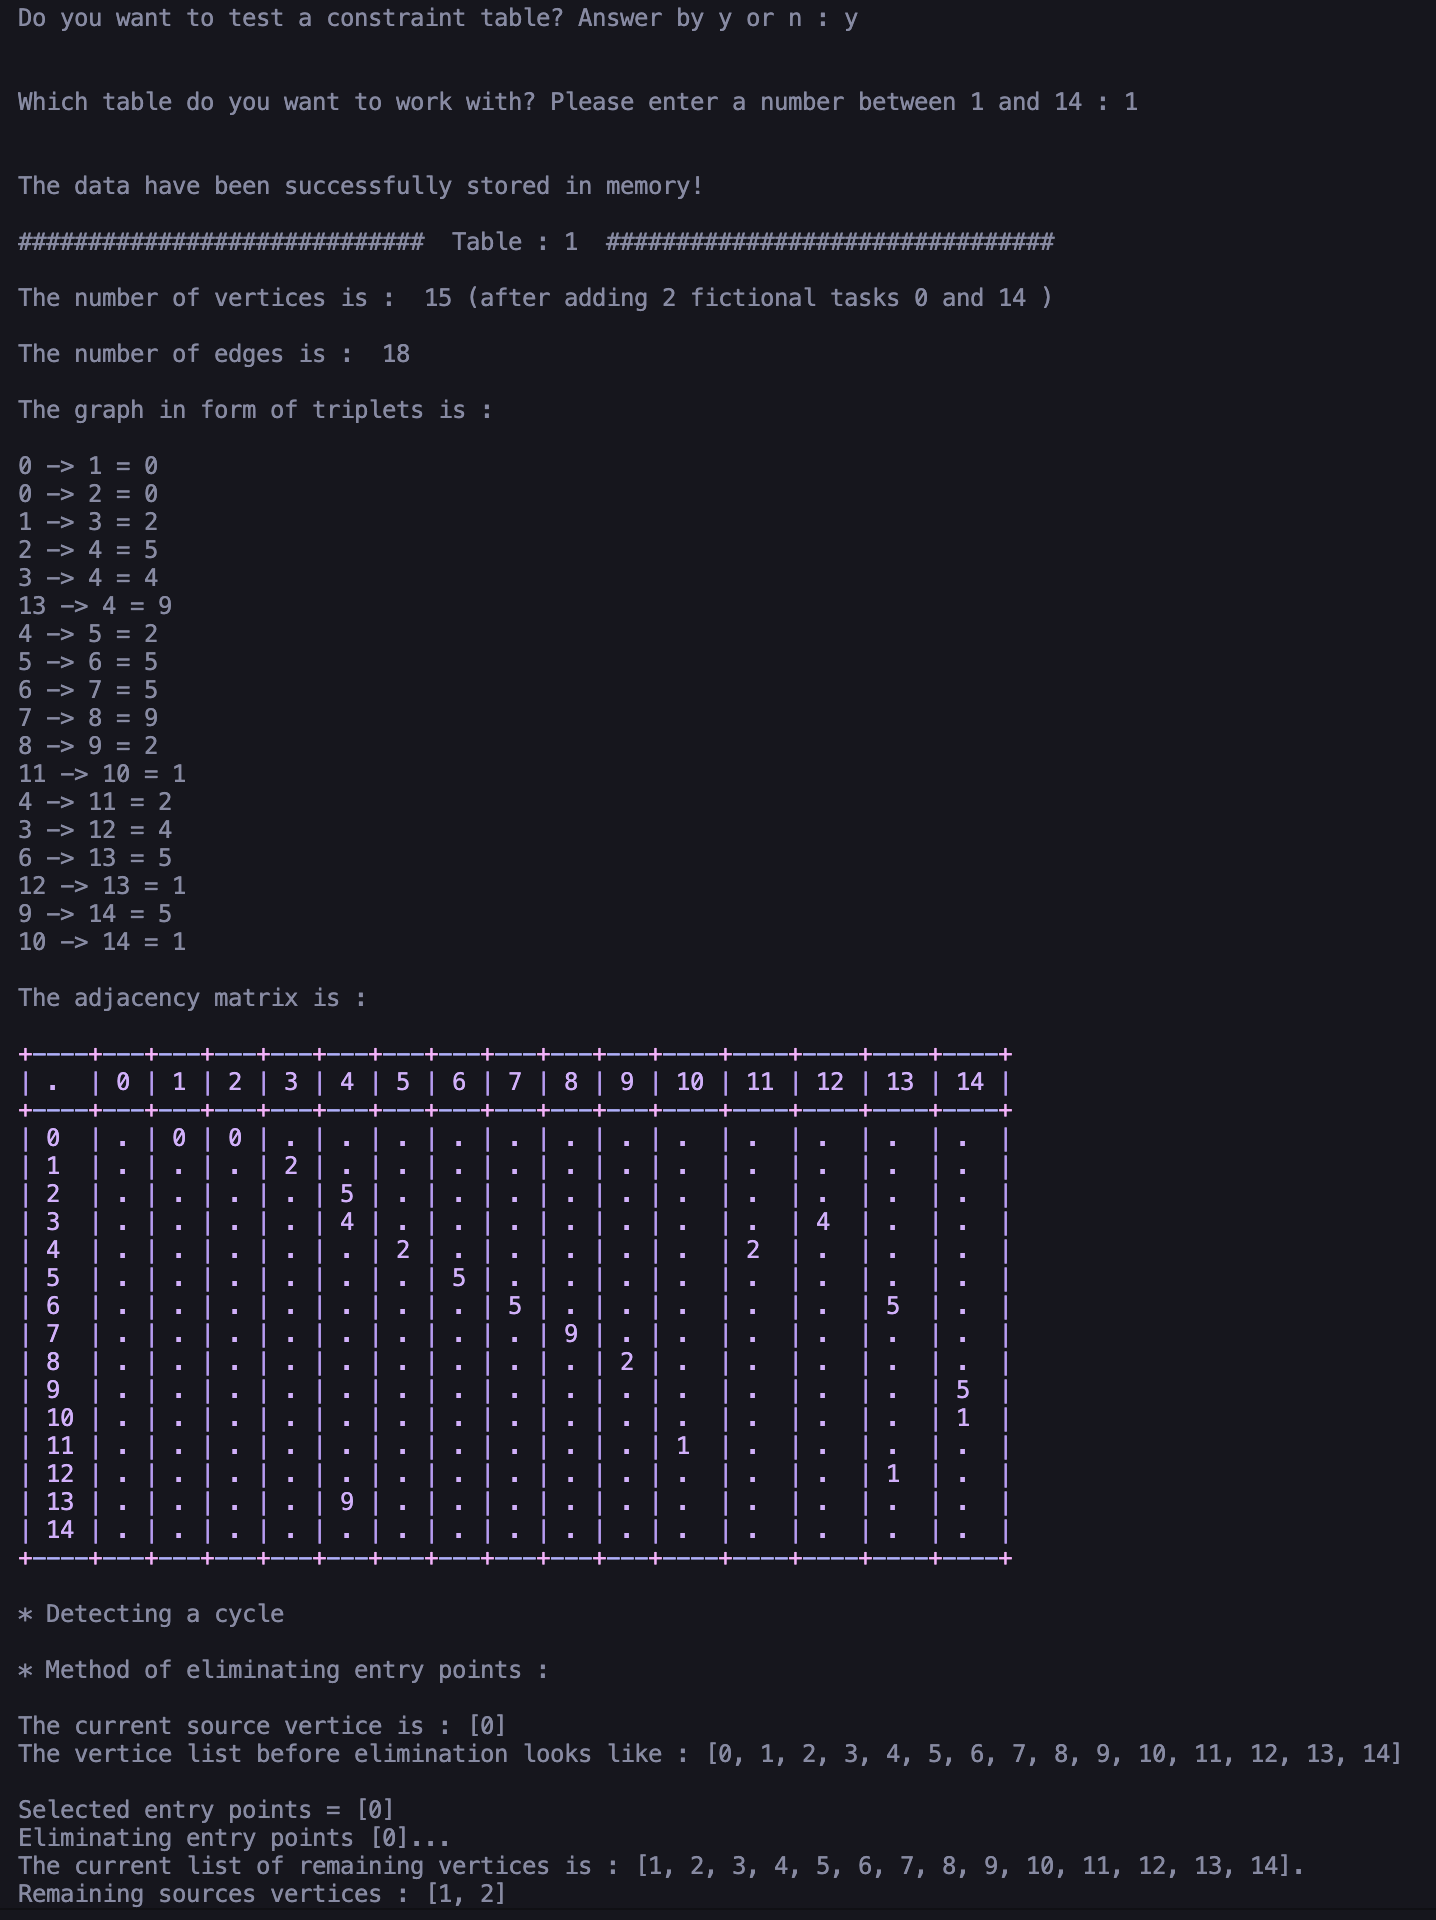 Do you want to test a constraint table? Answer by y or n : y
Which table do you want to work with? Please enter a number between 1 and 14 : 1
The data have been successfully stored in memory!
#############################  Table : 1  ################################
The number of vertices is :  15 (after adding 2 fictional tasks 0 and 14 )
The number of edges is :  18
The graph in form of triplets is :
0 -> 1 = 0
0 -> 2 = 0
1 -> 3 = 2
2 -> 4 = 5
3 -> 4 = 4
13 -> 4 = 9
4 -> 5 = 2
5 -> 6 = 5
6 -> 7 = 5
7 -> 8 = 9
8 -> 9 = 2
11 -> 10 = 1
4 -> 11 = 2
3 -> 12 = 4
6 -> 13 = 5
12 -> 13 = 1
9 -> 14 = 5
10 -> 14 = 1
The adjacency matrix is :
+----+---+---+---+---+---+---+---+---+---+---+----+----+----+----+----+
| .  | 0 | 1 | 2 | 3 | 4 | 5 | 6 | 7 | 8 | 9 | 10 | 11 | 12 | 13 | 14 |
+----+---+---+---+---+---+---+---+---+---+---+----+----+----+----+----+
| 0  | . | 0 | 0 | . | . | . | . | . | . | . | .  | .  | .  | .  | .  |
| 1  | . | . | . | 2 | . | . | . | . | . | . | .  | .  | .  | .  | .  |
| 2  | . | . | . | . | 5 | . | . | . | . | . | .  | .  | .  | .  | .  |
| 3  | . | . | . | . | 4 | . | . | . | . | . | .  | .  | 4  | .  | .  |
| 4  | . | . | . | . | . | 2 | . | . | . | . | .  | 2  | .  | .  | .  |
| 5  | . | . | . | . | . | . | 5 | . | . | . | .  | .  | .  | .  | .  |
| 6  | . | . | . | . | . | . | . | 5 | . | . | .  | .  | .  | 5  | .  |
| 7  | . | . | . | . | . | . | . | . | 9 | . | .  | .  | .  | .  | .  |
| 8  | . | . | . | . | . | . | . | . | . | 2 | .  | .  | .  | .  | .  |
| 9  | . | . | . | . | . | . | . | . | . | . | .  | .  | .  | .  | 5  |
| 10 | . | . | . | . | . | . | . | . | . | . | .  | .  | .  | .  | 1  |
| 11 | . | . | . | . | . | . | . | . | . | . | 1  | .  | .  | .  | .  |
| 12 | . | . | . | . | . | . | . | . | . | . | .  | .  | .  | 1  | .  |
| 13 | . | . | . | . | 9 | . | . | . | . | . | .  | .  | .  | .  | .  |
| 14 | . | . | . | . | . | . | . | . | . | . | .  | .  | .  | .  | .  |
+----+---+---+---+---+---+---+---+---+---+---+----+----+----+----+----+
* Detecting a cycle
* Method of eliminating entry points :
The current source vertice is : [0]
The vertice list before elimination looks like : [0, 1, 2, 3, 4, 5, 6, 7, 8, 9, 10, 11, 12, 13, 14]
Selected entry points = [0]
Eliminating entry points [0]...
The current list of remaining vertices is : [1, 2, 3, 4, 5, 6, 7, 8, 9, 10, 11, 12, 13, 14].
Remaining sources vertices : [1, 2]